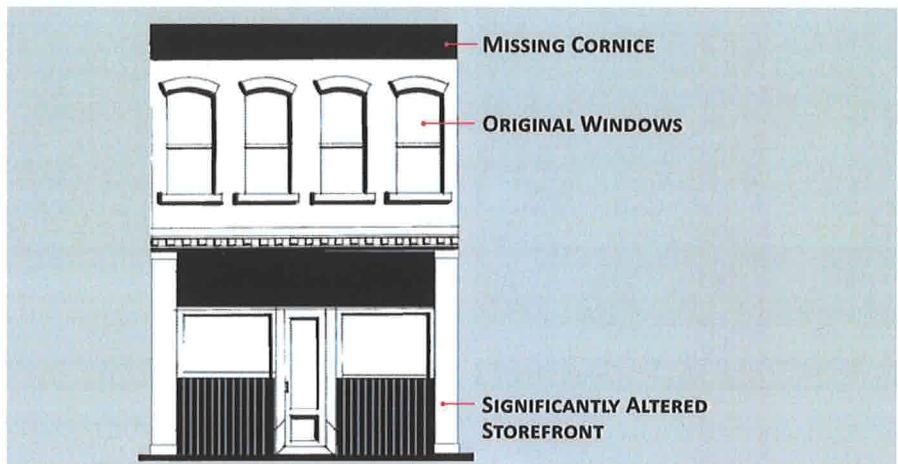 MISSING CORNICE
ORIGINAL WINDOWS
SIGNIFICANTLY ALTERED
STOREFRONT